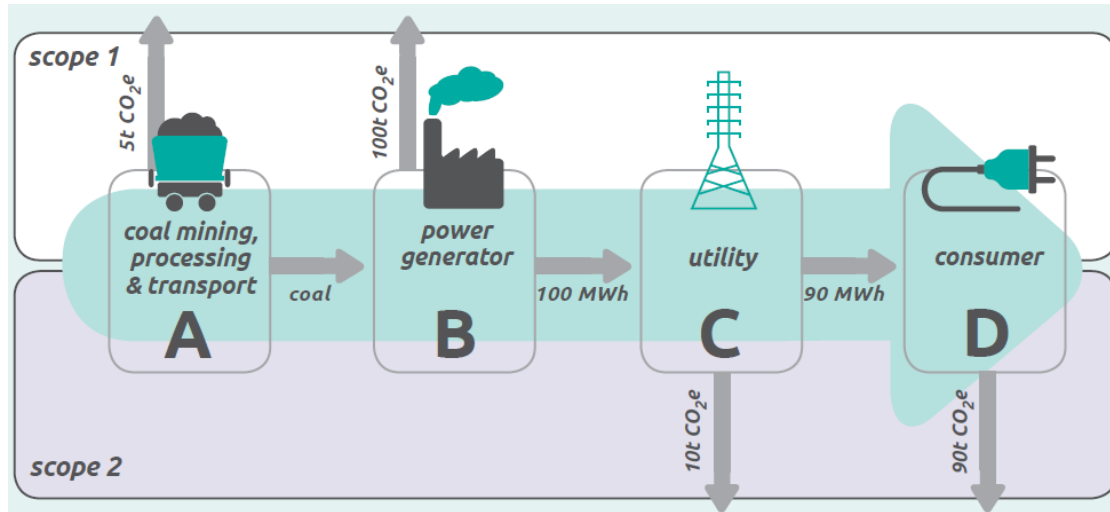 scope 1
5t CO₂e
100t CO₂e
coal mining,
processing
& transport
A
coal
power
generator
B
100 MWh
utility
C
90 MWh
consumer
D
10t CO₂e
90t CO₂e
scope 2